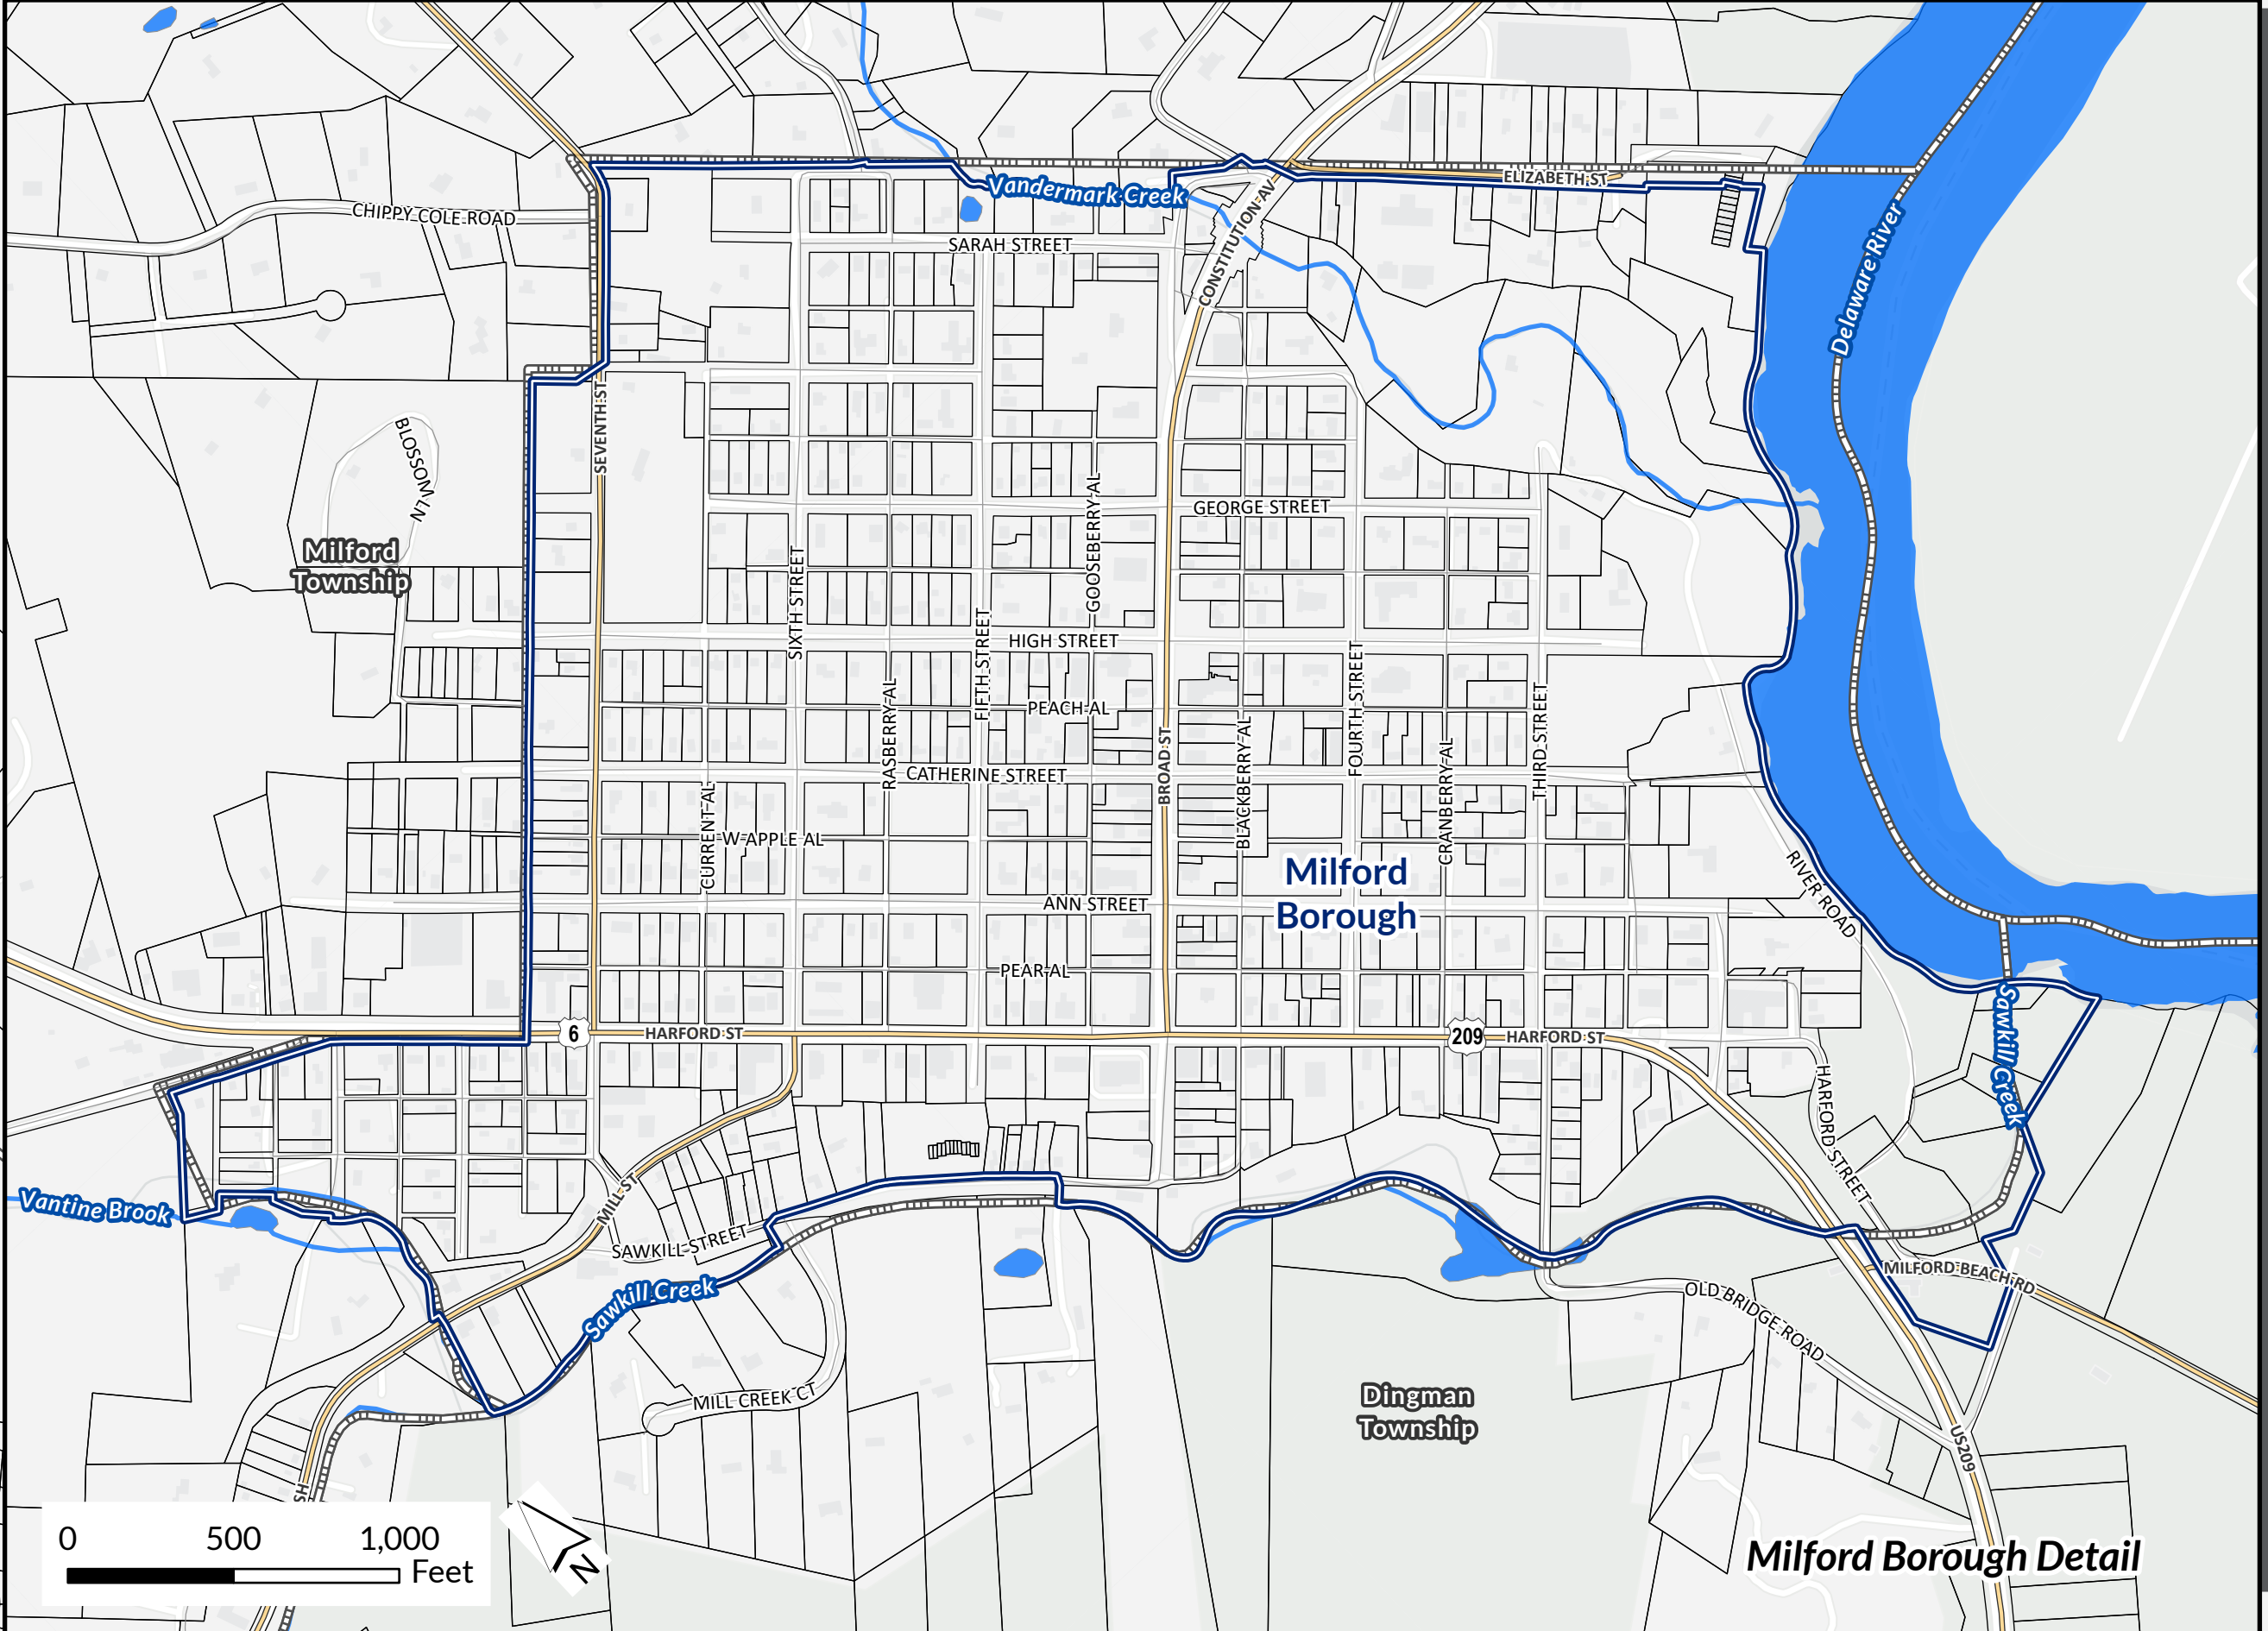 Vandermark Creek
ELIZABETH ST
CHIPPY COLE ROAD
SARAH STREET
CONSTITUTION AV
Delaware River
SEVENTH ST
BLOSSOM LN
GOOSEBERRY AL
GEORGE STREET
Milford
Township
SIXTH STREET
FIFTH STREET
HIGH STREET
FOURTH STREET
RASBERRY AL
PEACH AL
THIRD STREET
BROAD ST
BLACKBERRY AL
CATHERINE STREET
CRANBERRY AL
CURRENT AL
W APPLE AL
Milford
Borough
RIVER ROAD
ANN STREET
PEAR AL
Sawkill Creek
6
HARFORD ST
209
HARFORD ST
HARFORD STREET
Vantine Brook
MILL ST
SAWKILL STREET
Sawkill Creek
MILFORD BEACH RD
OLD BRIDGE ROAD
MILL CREEK CT
Dingman
Township
US209
SH
0 500 1,000
Feet
N
Milford Borough Detail